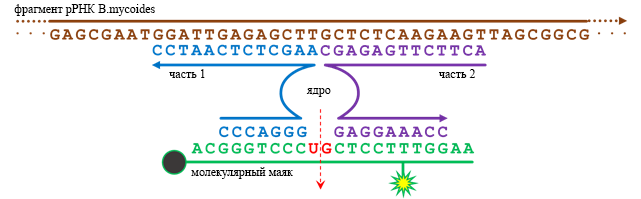 фрагмент рРНК B.mycoides
· · · GAGCGAATGGATTGAGAGCTTGCTCTCAAGAAGTTAGCGGCG · · ·
CCTAACTCTCGAACGAGAGTTCTTCA
часть 1 часть 2
ядро
CCCAGGG GAGGAAACC
ACGGGTCCCUGCTCCTTTGGAA
молекулярный маяк